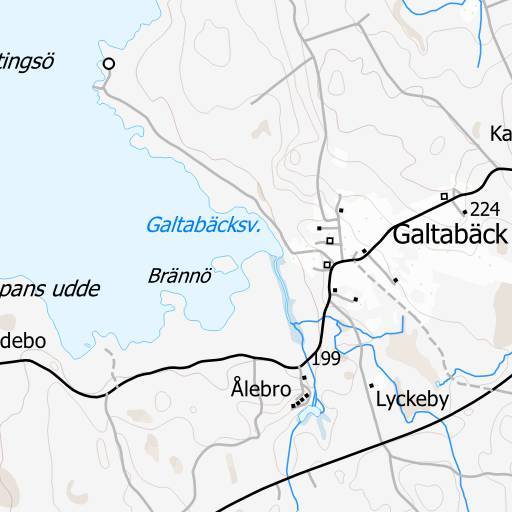 tingsö
Ka
224
Galtabäcksv.
Galtabäck
Brännö
pans udde
debo
199
Ålebro
Lyckeby